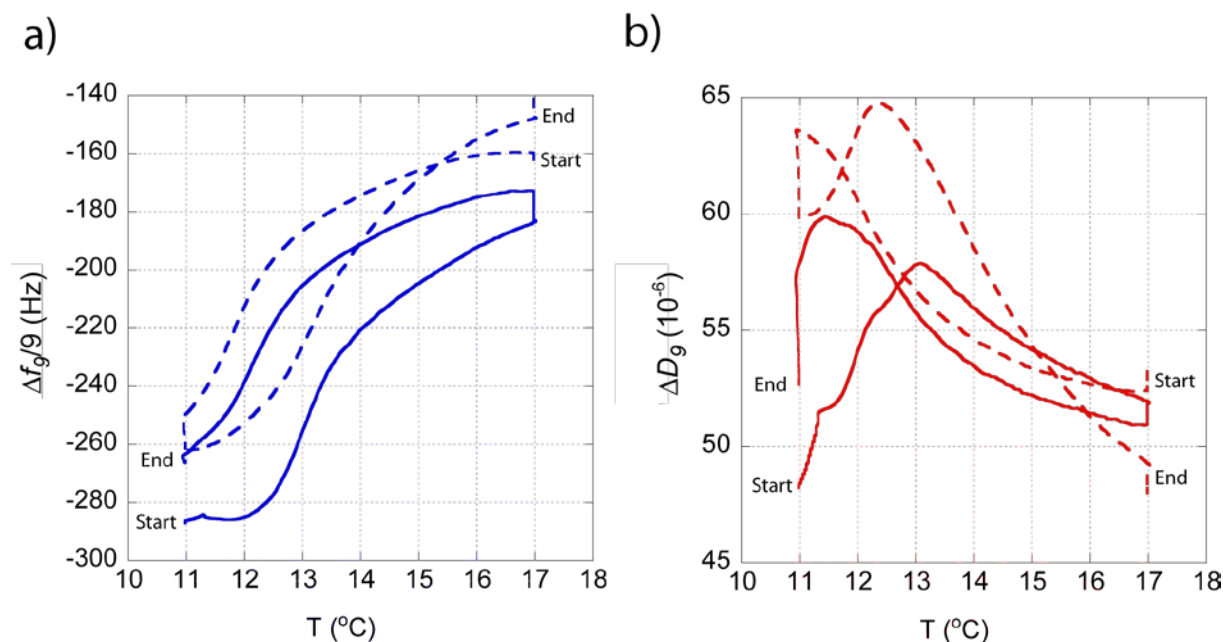 a)
Δf9/9 (Hz)
-140
-160
-180
-200
-220
-240
-260
-280
-300
End
Start
End
Start
10 11 12 13 14 15 16 17 18
T (°C)
b)
ΔD9 (10-6)
65
60
55
50
45
Start
End
End
Start
10 11 12 13 14 15 16 17 18
T (°C)